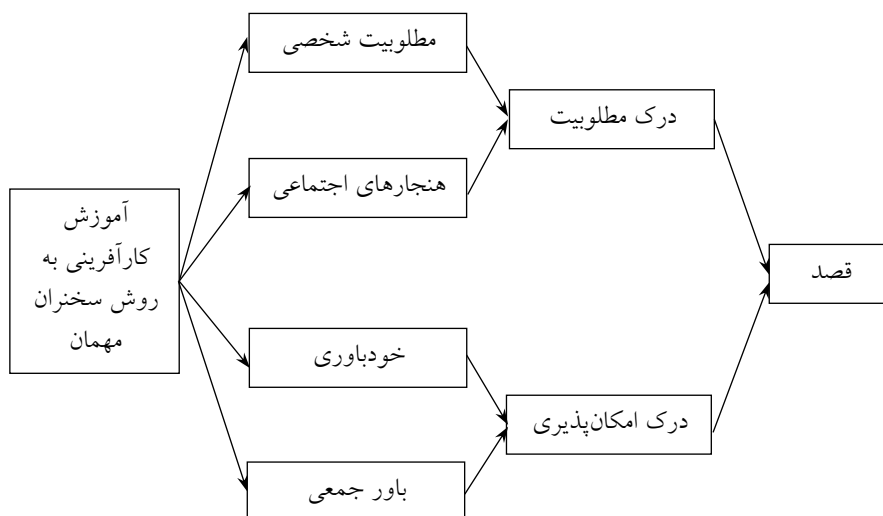 مطلوبیت شخصی
درک مطلوبیت
هنجارهای اجتماعی
آموزش
کارآفرینی به
روش سخنران
مهمان
قصد
خودباوری
درک امکان‌پذیری
باور جمعی